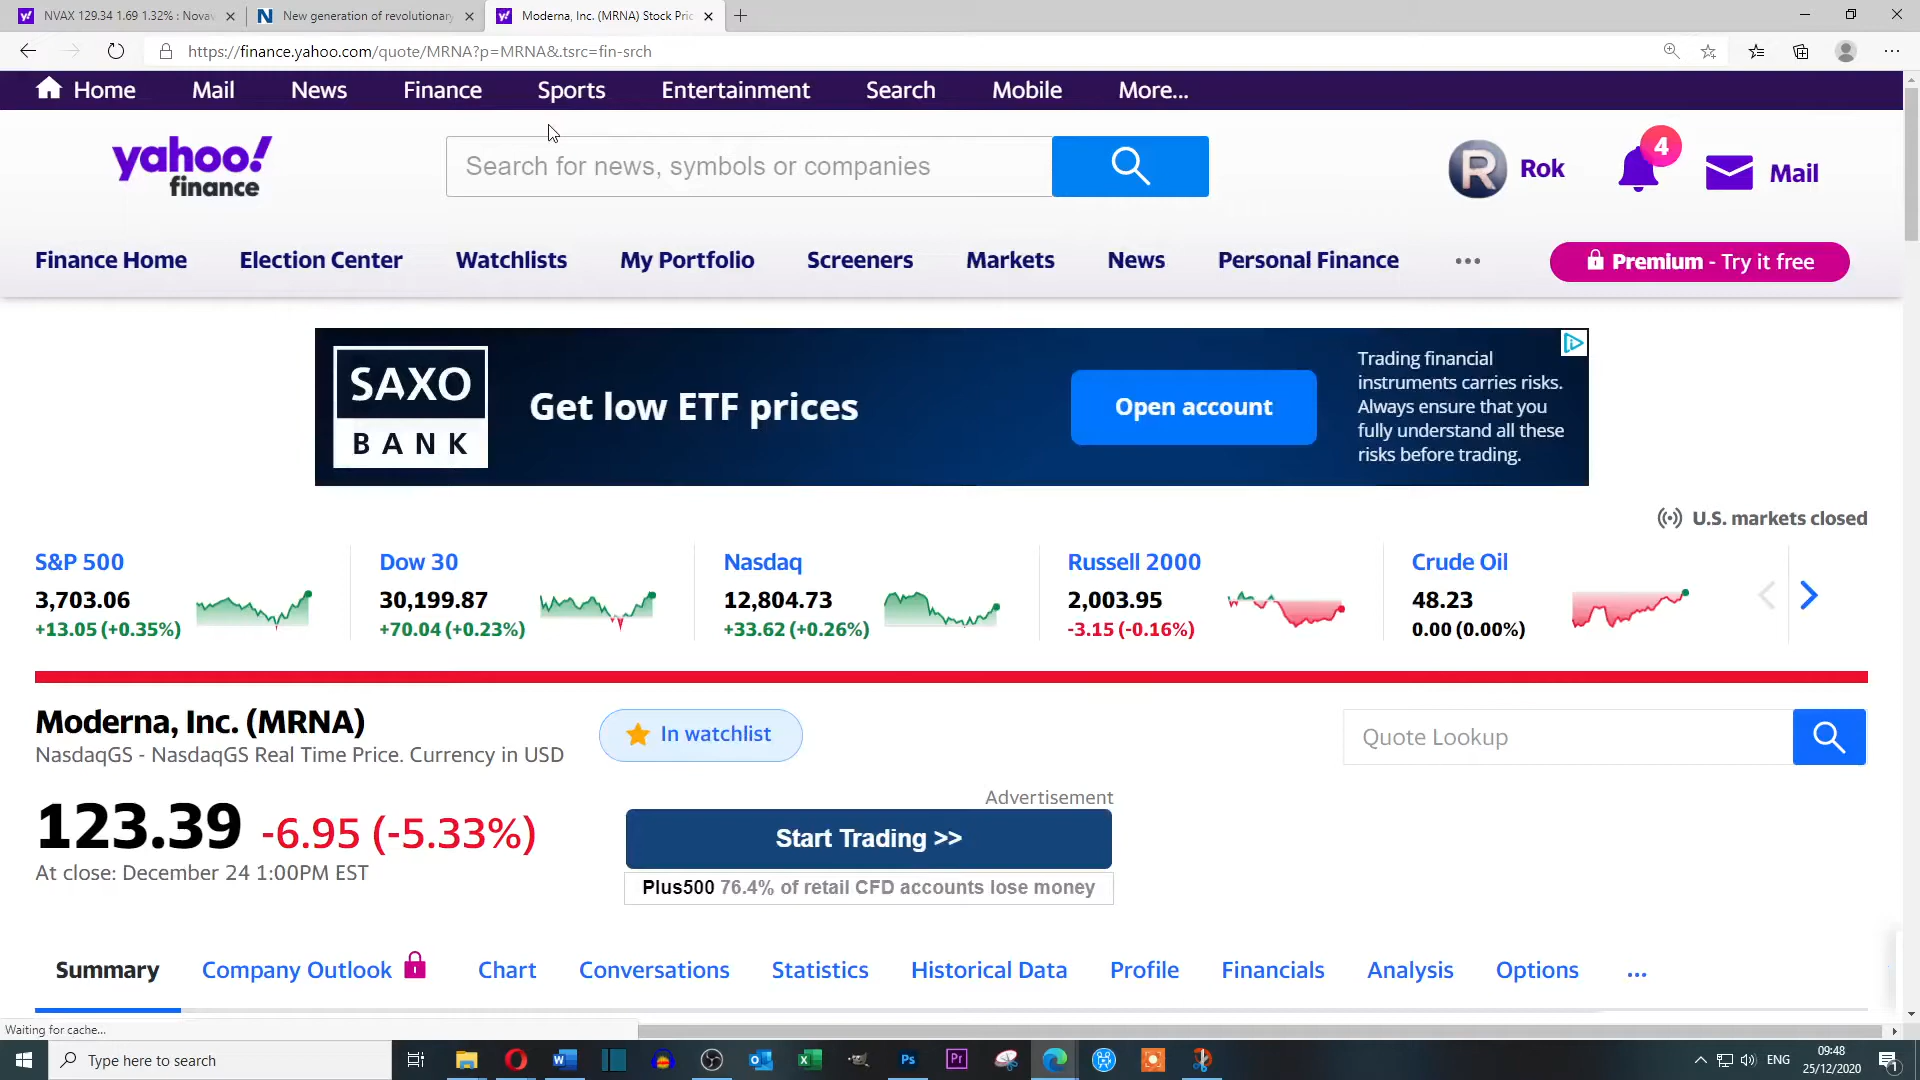 NVAX 129.34 1.69 1.32% : Novav
New generation of revolutionary
Moderna, Inc. (MRNA) Stock Pric
https://finance.yahoo.com/quote/MRNA?p=MRNA&.tsrc=fin-srch
Home Mail News Finance Sports Entertainment Search Mobile More...
yahoo!
finance
Search for news, symbols or companies
R
Rok
4
Mail
Finance Home Election Center Watchlists My Portfolio Screeners Markets News Personal Finance
Premium - Try it free
SAXO
BANK
Get low ETF prices
Open account
Trading financial
instruments carries risks.
Always ensure that you
fully understand all these
risks before trading.
U.S. markets closed
S&P 500 Dow 30 Nasdaq Russell 2000 Crude Oil
3,703.06 30,199.87 12,804.73 2,003.95 48.23
+13.05 (+0.35%) +70.04 (+0.23%) +33.62 (+0.26%) -3.15 (-0.16%) 0.00 (0.00%)
Moderna, Inc. (MRNA)
In watchlist
Quote Lookup
NasdaqGS - NasdaqGS Real Time Price. Currency in USD
Advertisement
123.39 -6.95 (-5.33%)
Start Trading >>
At close: December 24 1:00PM EST
Plus500 76.4% of retail CFD accounts lose money
Summary Company Outlook Chart Conversations Statistics Historical Data Profile Financials Analysis Options ...
Waiting for cache...
Type here to search
ENG
09:48
25/12/2020